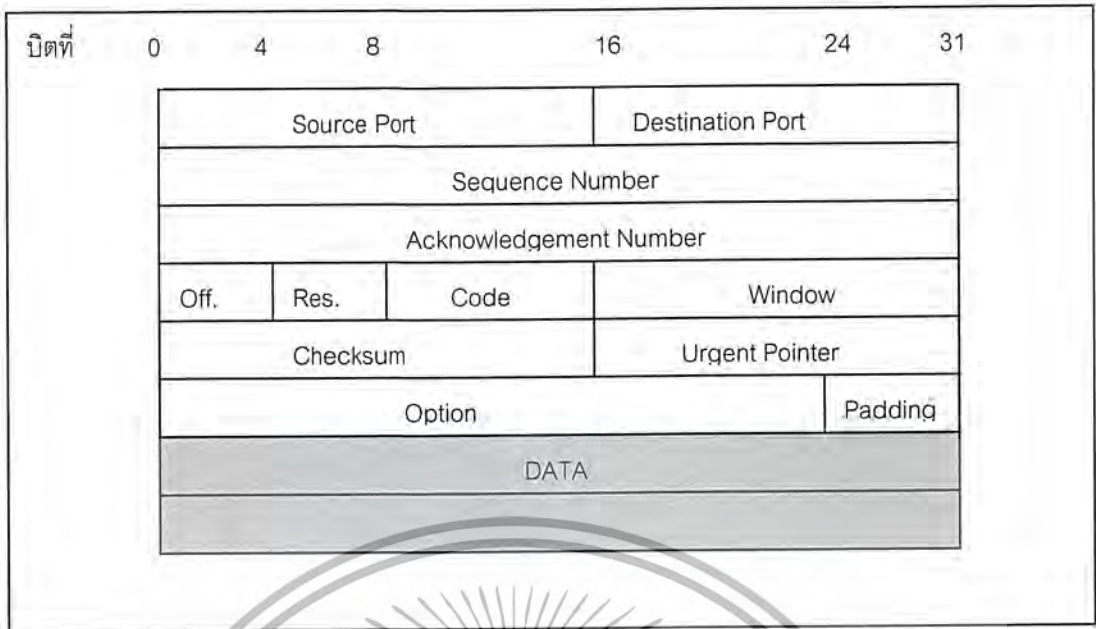 บิตที่ 0 4 8 16 24 31
Source Port Destination Port
Sequence Number
Acknowledgement Number
Off. Res. Code Window
Checksum Urgent Pointer
Option Padding
DATA